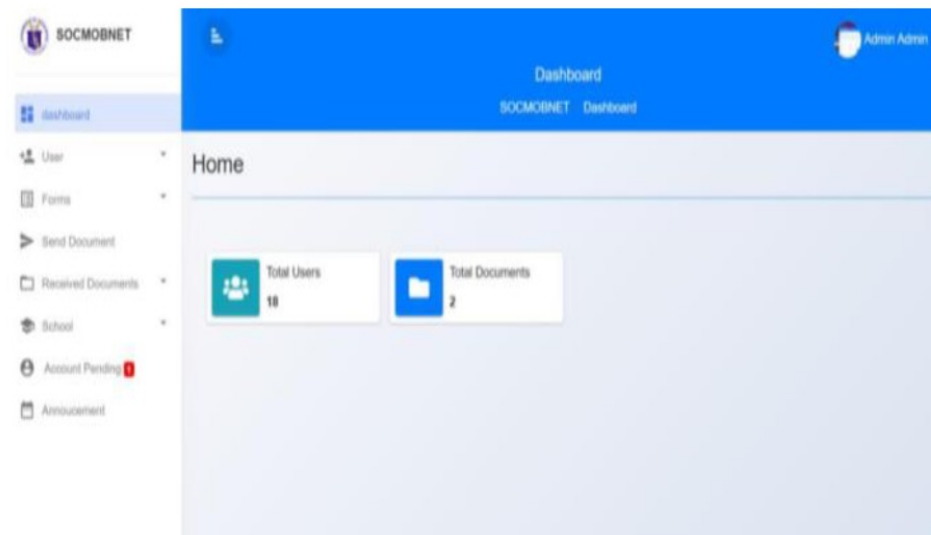 SOCMOBNET
Admin Admin
Dashboard
SOCMOBNET Dashboard
dashboard
User
Forms
Send Document
Received Documents
School
Account Pending 1
Annoucement
Home
Total Users
18
Total Documents
2